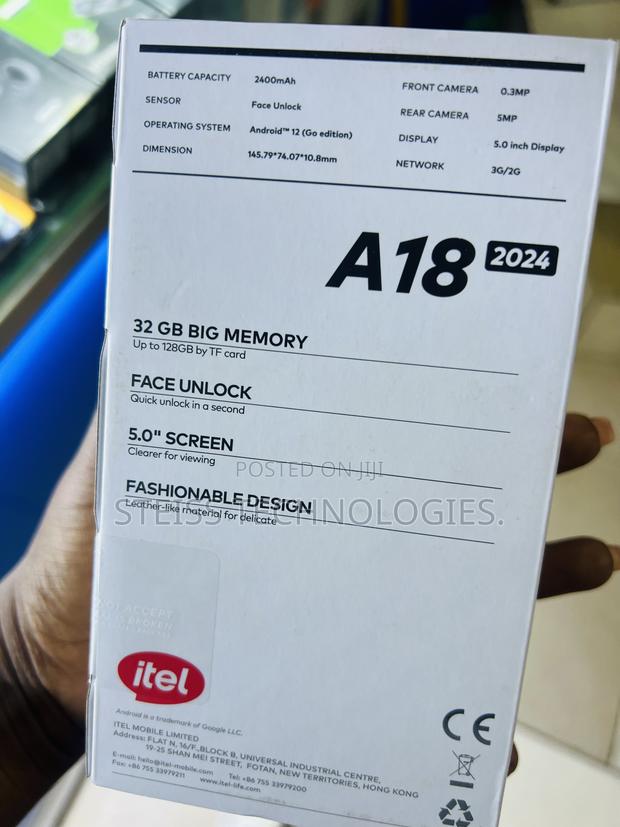 BATTERY CAPACITY 2400mAh
SENSOR Face Unlock
OPERATING SYSTEM Android™ 12 (Go edition)
DIMENSION 145.79*74.07*10.8mm
FRONT CAMERA 0.3MP
REAR CAMERA 5MP
DISPLAY 5.0 inch Display
NETWORK 3G/2G
A18 2024
32 GB BIG MEMORY
Up to 128GB by TF card
FACE UNLOCK
Quick unlock in a second
5.0" SCREEN
Clearer for viewing
POSTED ON JIJI
FASHIONABLE DESIGN
Leather-like material for delicate
STEISS TECHNOLOGIES.
NOT ACCEPT
BROKEN
itel
Android is a trademark of Google LLC.
ITEL MOBILE LIMITED
Address: FLAT N, 16/F., BLOCK B, UNIVERSAL INDUSTRIAL CENTRE,
19-25 SHAN MEI STREET, FOTAN, NEW TERRITORIES, HONG KONG
E-mail: hello@itel-mobile.com Tel: +86 755 33979200
Fax: +86 755 33979211 www.itel-life.com
CE